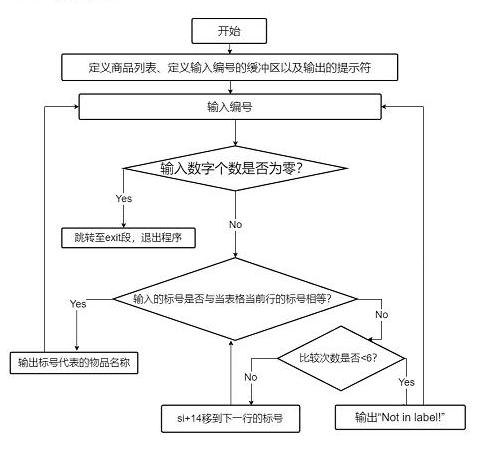 开始
定义商品列表、定义输入编号的缓冲区以及输出的提示符
输入编号
输入数字个数是否为零？
Yes
No
跳转至exit段，退出程序
输入的标号是否与当表格当前行的标号相等？
Yes
No
输出标号代表的物品名称
比较次数是否<6?
No
Yes
si+14移到下一行的标号
输出“Not in label!”